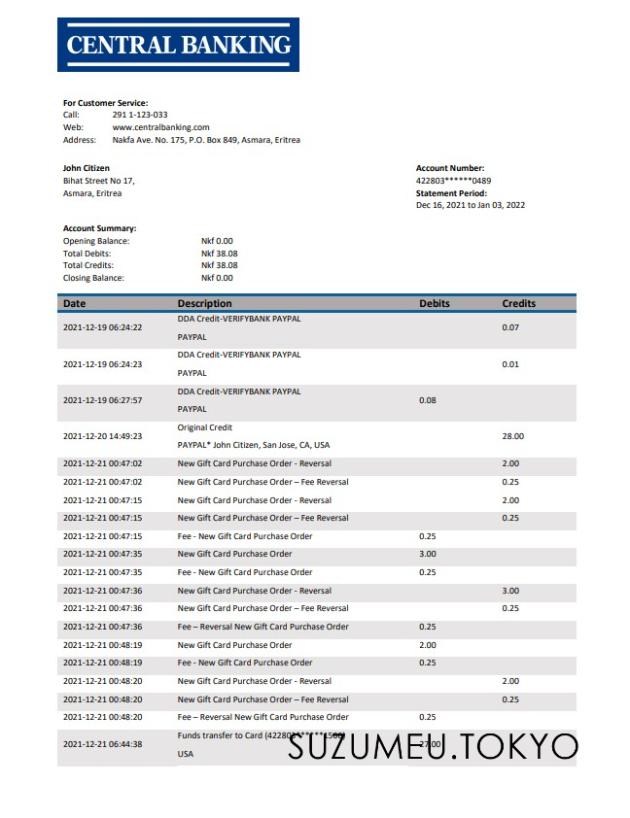 CENTRAL BANKING
For Customer Service:
Call: 291 1-123-033
Web: www.centralbanking.com
Address: Nakfa Ave. No. 175, P.O. Box 849, Asmara, Eritrea
John Citizen
Bihat Street No 17,
Asmara, Eritrea
Account Number:
422803******0489
Statement Period:
Dec 16, 2021 to Jan 03, 2022
Account Summary:
Opening Balance: Nkf 0.00
Total Debits: Nkf 38.08
Total Credits: Nkf 38.08
Closing Balance: Nkf 0.00
Date Description Debits Credits
2021-12-19 06:24:22 DDA Credit-VERIFYBANK PAYPAL 0.07
PAYPAL
2021-12-19 06:24:23 DDA Credit-VERIFYBANK PAYPAL 0.01
PAYPAL
2021-12-19 06:27:57 DDA Credit-VERIFYBANK PAYPAL 0.08
PAYPAL
2021-12-20 14:49:23 Original Credit 28.00
PAYPAL* John Citizen, San Jose, CA, USA
2021-12-21 00:47:02 New Gift Card Purchase Order - Reversal 2.00
2021-12-21 00:47:02 New Gift Card Purchase Order – Fee Reversal 0.25
2021-12-21 00:47:15 New Gift Card Purchase Order - Reversal 2.00
2021-12-21 00:47:15 New Gift Card Purchase Order – Fee Reversal 0.25
2021-12-21 00:47:15 Fee - New Gift Card Purchase Order 0.25
2021-12-21 00:47:35 New Gift Card Purchase Order 3.00
2021-12-21 00:47:35 Fee - New Gift Card Purchase Order 0.25
2021-12-21 00:47:36 New Gift Card Purchase Order - Reversal 3.00
2021-12-21 00:47:36 New Gift Card Purchase Order – Fee Reversal 0.25
2021-12-21 00:47:36 Fee – Reversal New Gift Card Purchase Order 0.25
2021-12-21 00:48:19 New Gift Card Purchase Order 2.00
2021-12-21 00:48:19 Fee - New Gift Card Purchase Order 0.25
2021-12-21 00:48:20 New Gift Card Purchase Order - Reversal 2.00
2021-12-21 00:48:20 New Gift Card Purchase Order – Fee Reversal 0.25
2021-12-21 00:48:20 Fee – Reversal New Gift Card Purchase Order 0.25
2021-12-21 06:44:38 Funds transfer to Card
USA
SUZUMEU.TOKYO